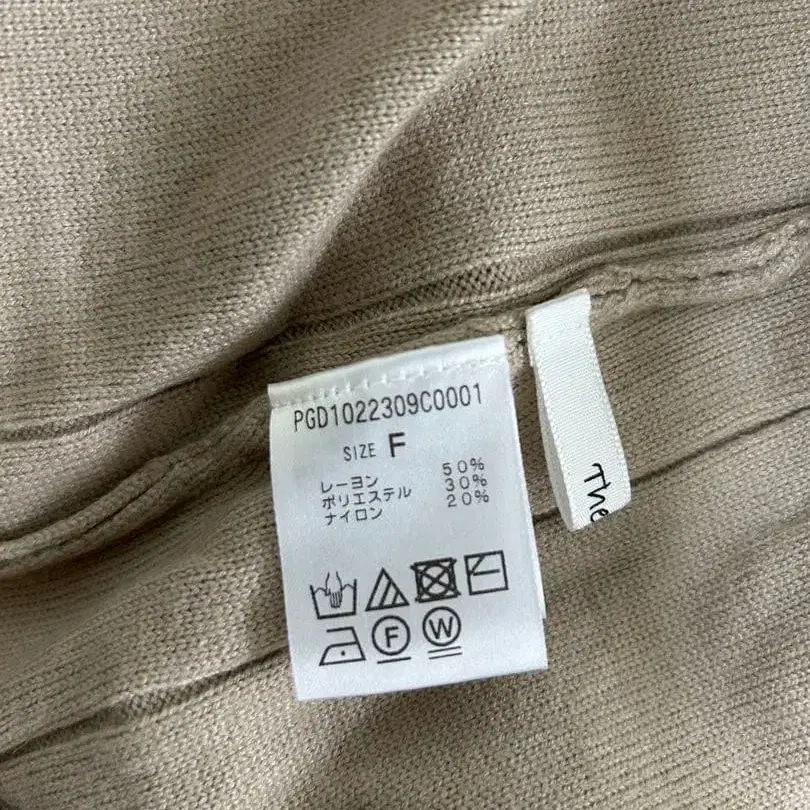 PGD1022309C0001
SIZE F
レーヨン 50%
ポリエステル 30%
ナイロン 20%
F W
The